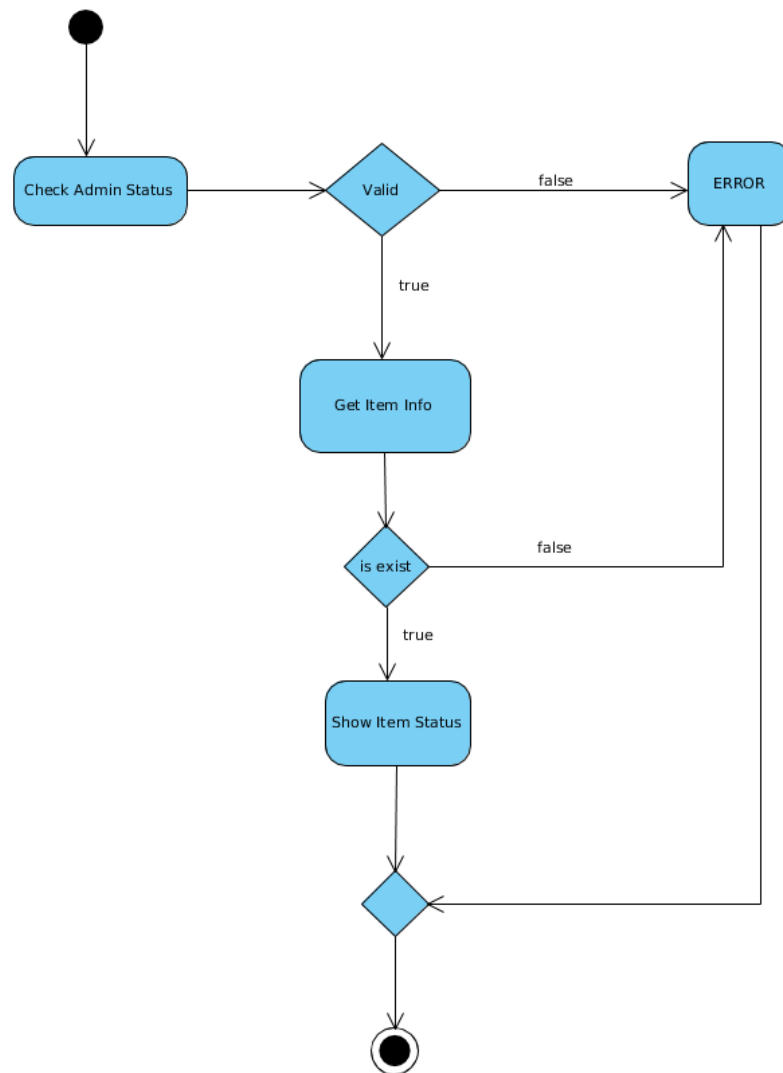 Check Admin Status
Valid
false
ERROR
true
Get Item Info
is exist
false
true
Show Item Status